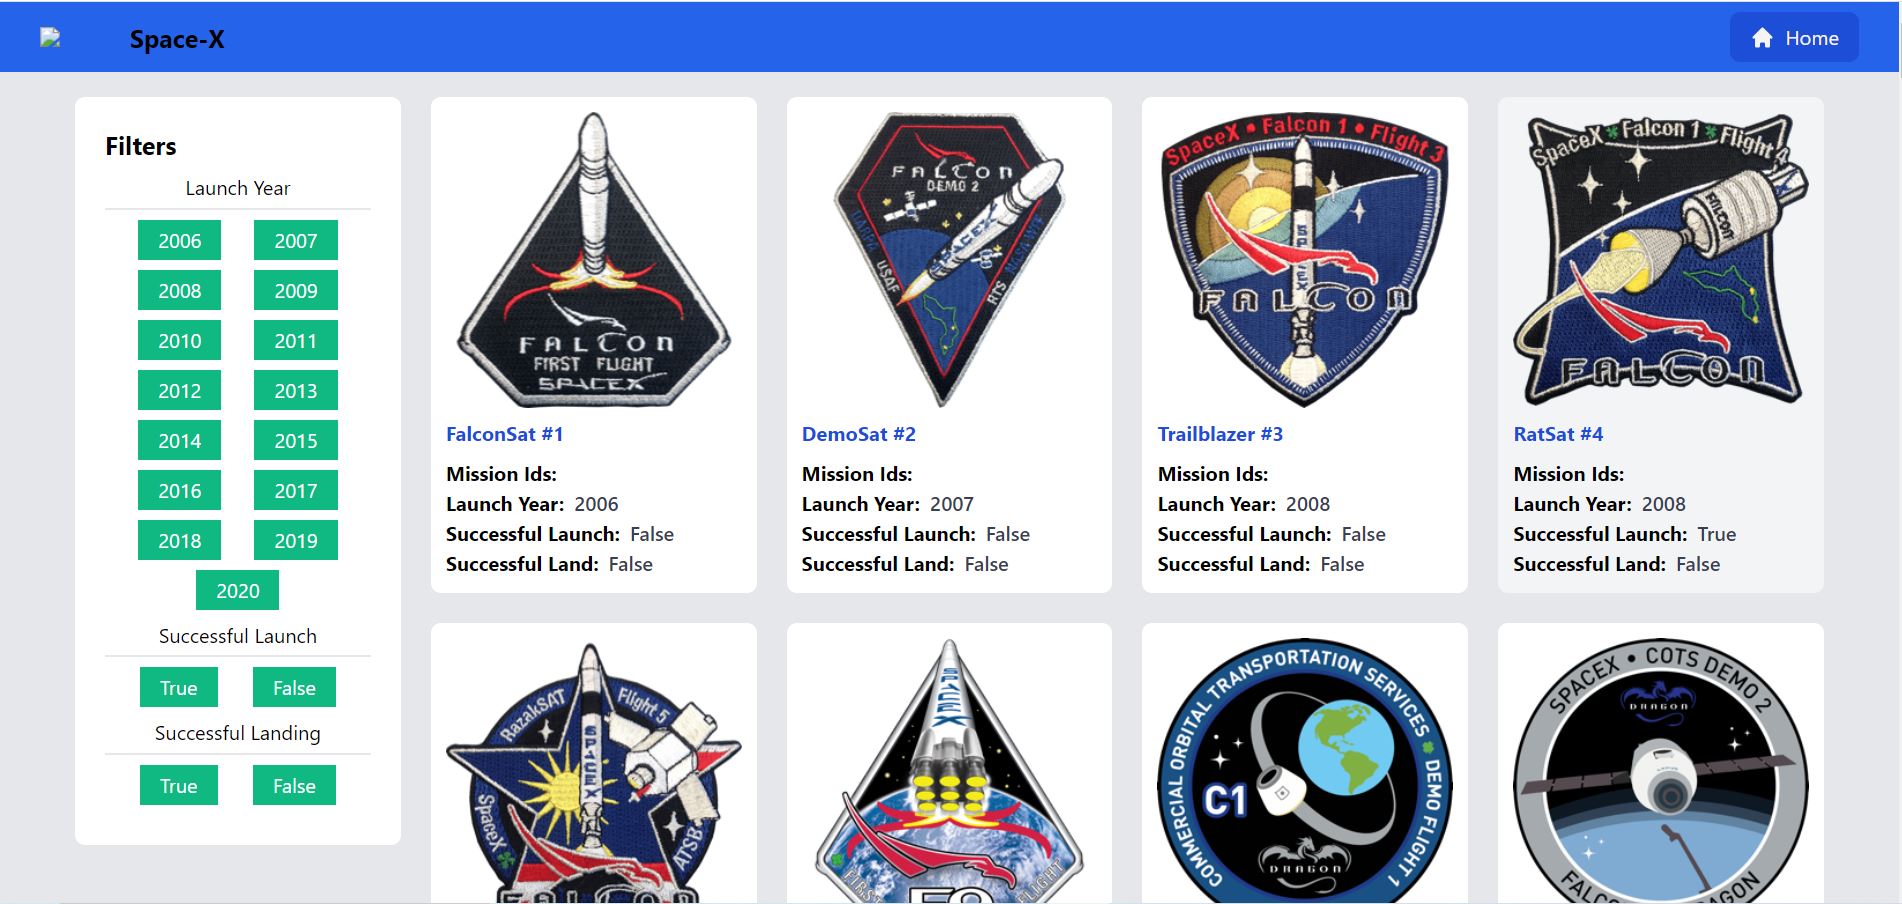 Space-X
Home
Filters
Launch Year
2006 2007
2008 2009
2010 2011
2012 2013
2014 2015
2016 2017
2018 2019
2020
Successful Launch
True False
Successful Landing
True False
FALCON
FIRST FLIGHT
SPACEX
FalconSat #1
Mission Ids:
Launch Year: 2006
Successful Launch: False
Successful Land: False
FALCON
DEMO 2
SPACEX
DARPA
USAF
RTS
DemoSat #2
Mission Ids:
Launch Year: 2007
Successful Launch: False
Successful Land: False
SpaceX • Falcon 1 • Flight 3
SPACEX
FALCON
Trailblazer #3
Mission Ids:
Launch Year: 2008
Successful Launch: False
Successful Land: False
SpaceX Falcon 1 Flight 4
FALCON
FALCON
RatSat #4
Mission Ids:
Launch Year: 2008
Successful Launch: True
Successful Land: False
RazakSAT
Flight 5
SPACEX
SpaceX
ATSB
FALCON
SPACEX
FIRST FLIGHT
F9
COMMERCIAL ORBITAL TRANSPORTATION SERVICES
DEMO FLIGHT 1
C1
DRAGON
SPACEX • COTS DEMO 2
DRAGON